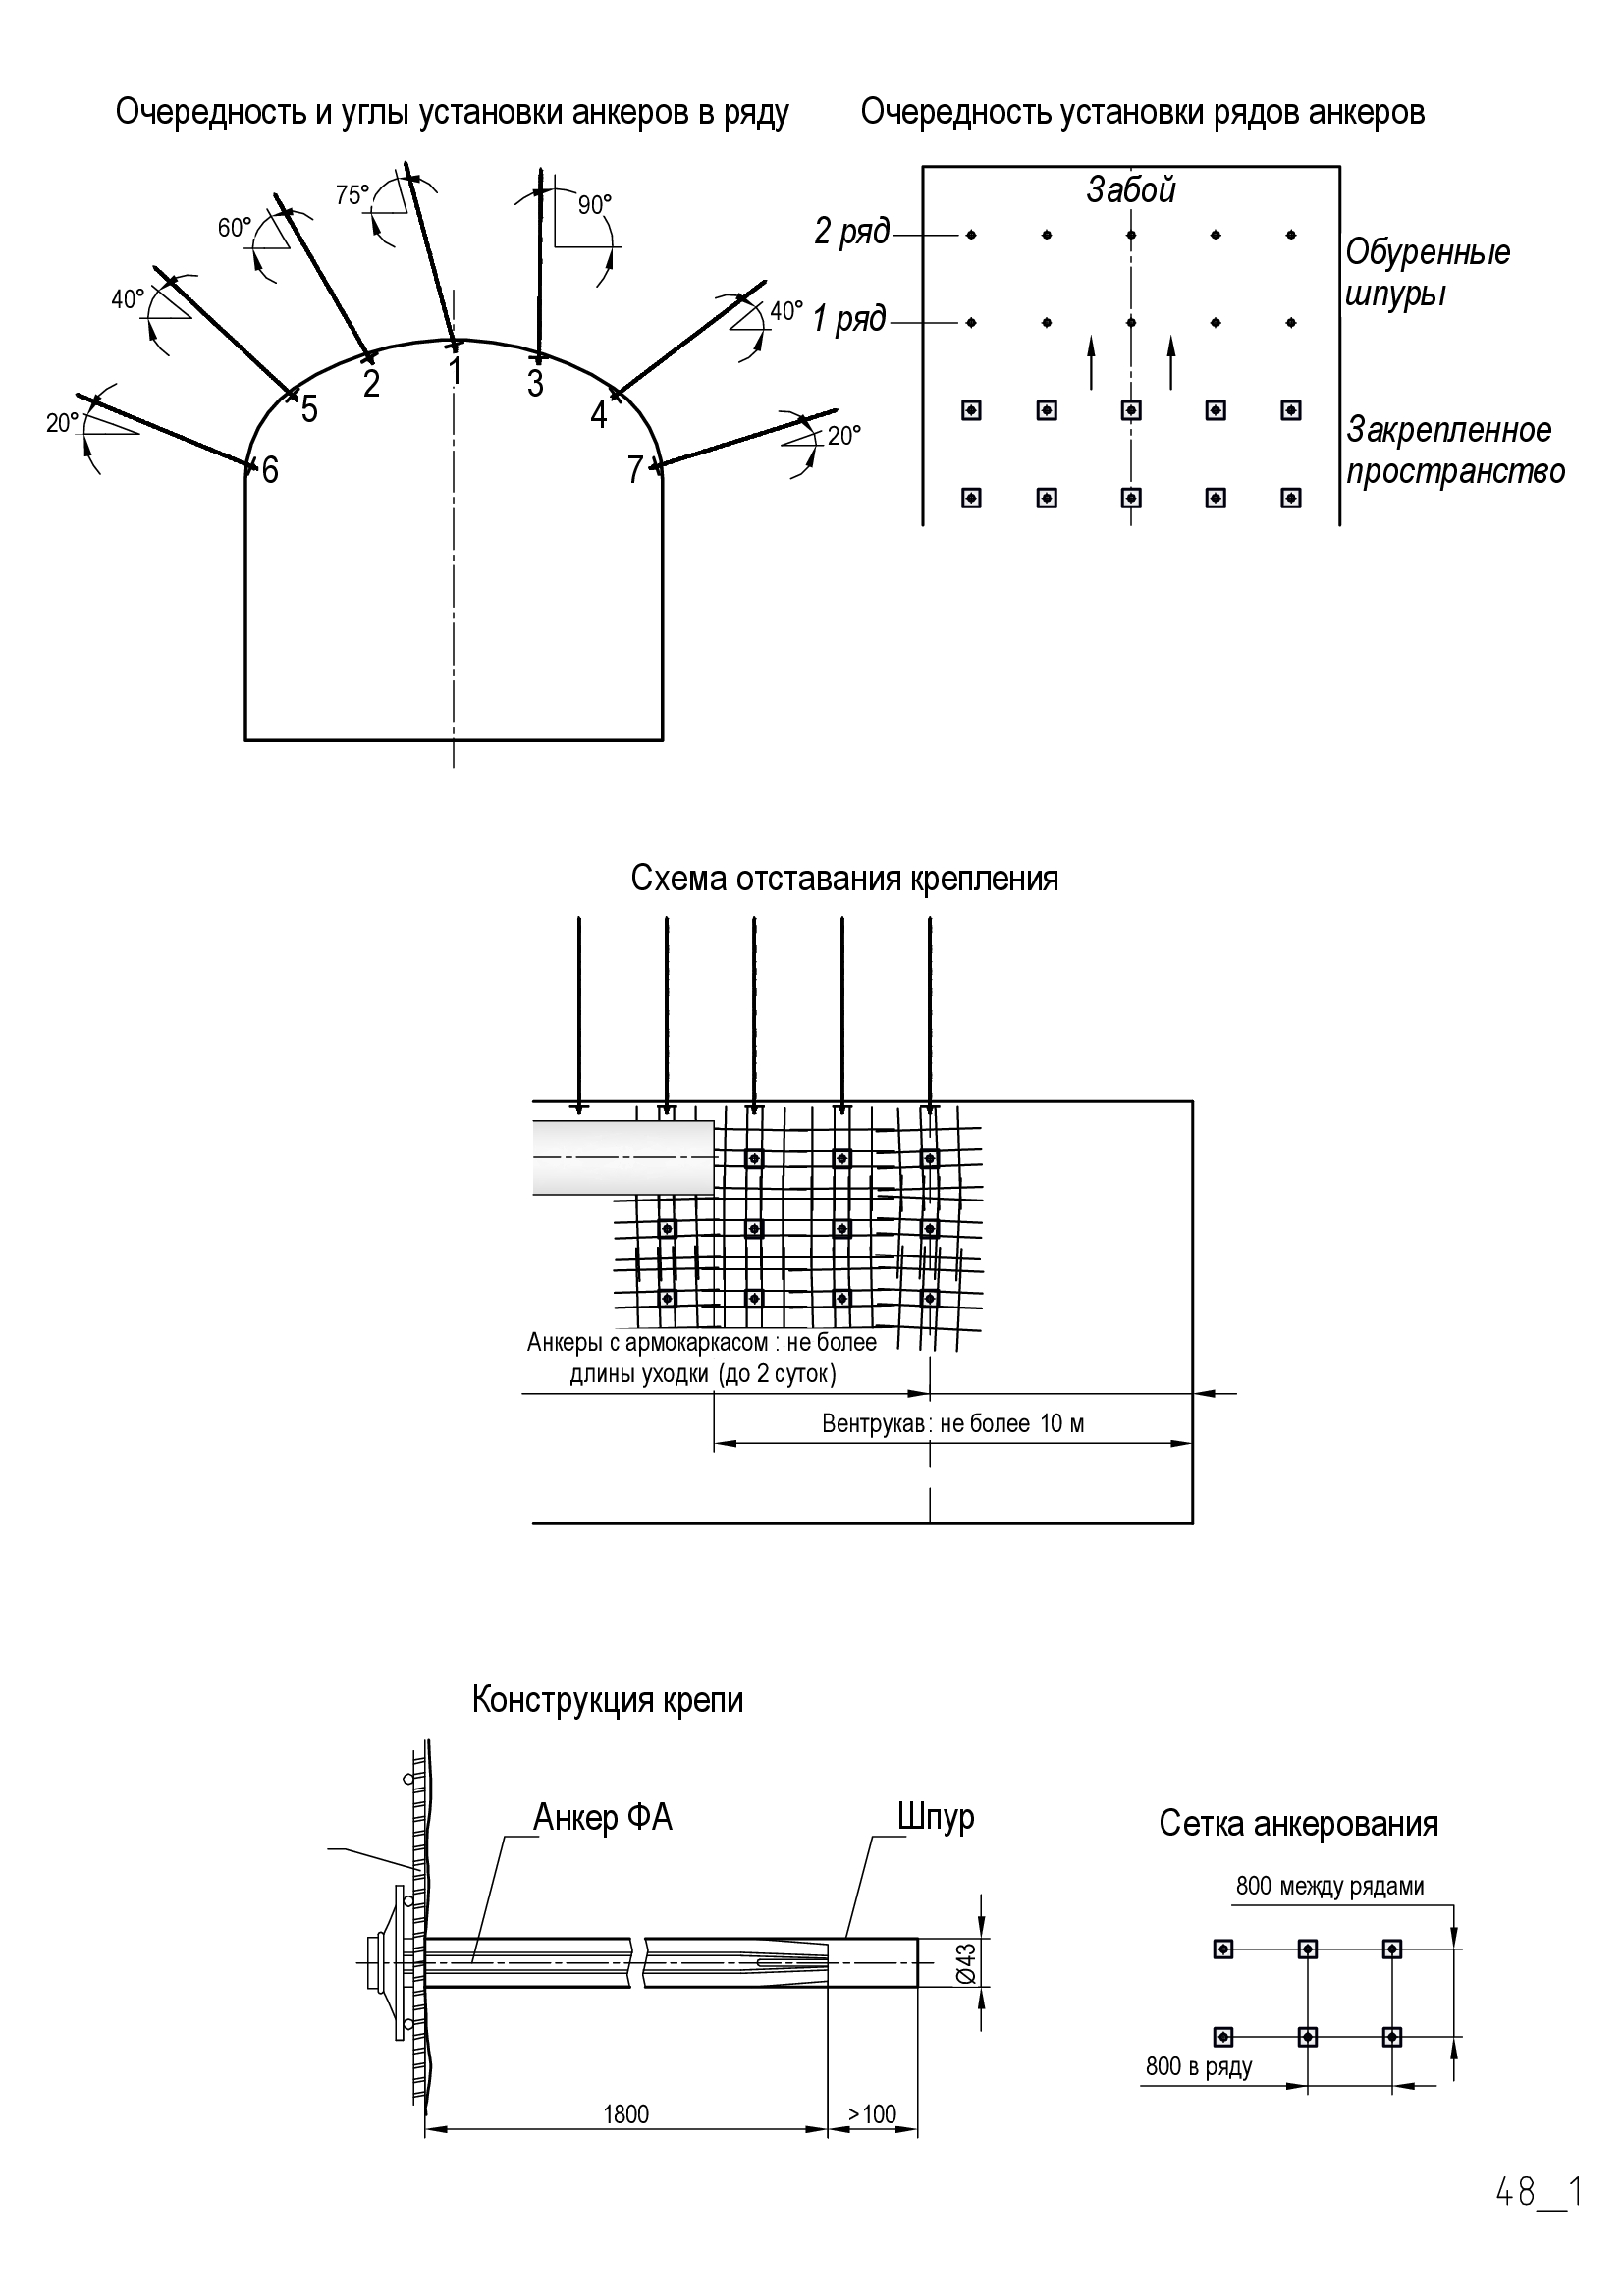 Очередность и углы установки анкеров в ряду
75°
90°
60°
40°
40°
20°
20°
1
2
3
5
4
6
7
Очередность установки рядов анкеров
Забой
2 ряд
Обуренные
шпуры
1 ряд
Закрепленное
пространство
Схема отставания крепления
Анкеры с армокаркасом : не более
длины уходки (до 2 суток)
Вентрукав : не более 10 м
Конструкция крепи
Анкер ФА
Шпур
Ø43
1800
>100
Сетка анкерования
800 между рядами
800 в ряду
48_1